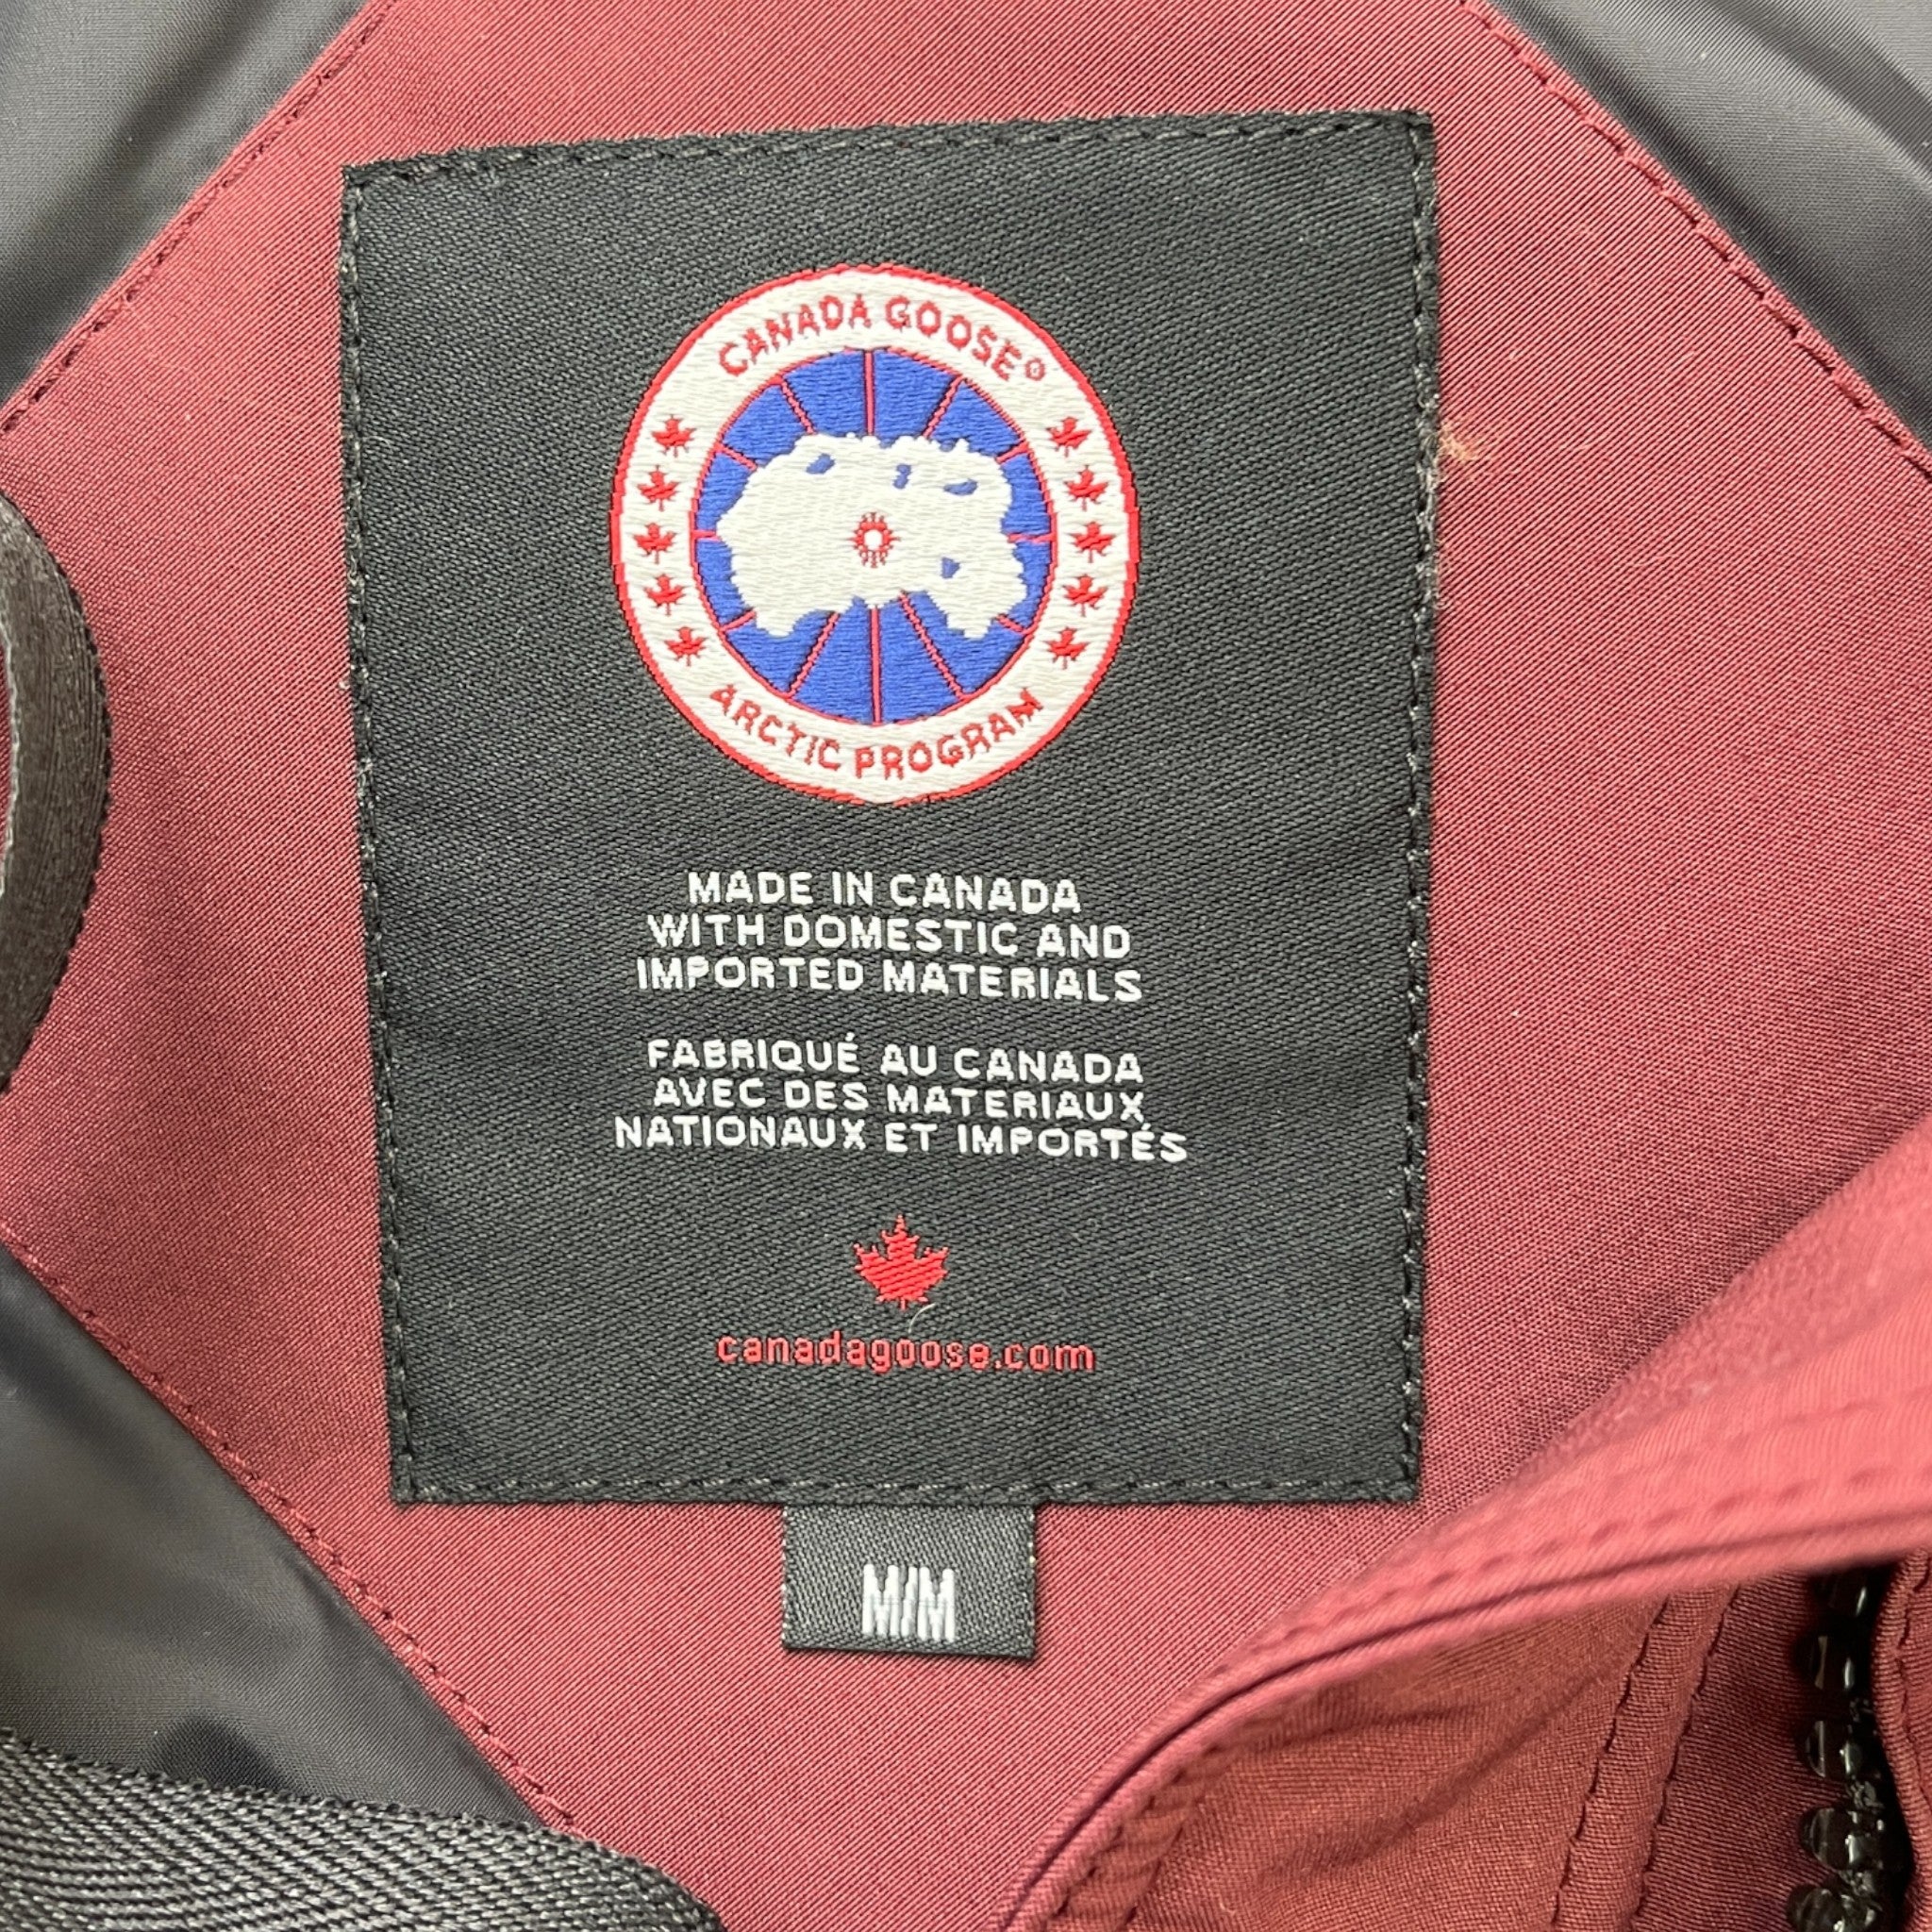 CANADA GOOSE®
ARCTIC PROGRAM
MADE IN CANADA
WITH DOMESTIC AND
IMPORTED MATERIALS
FABRIQUÉ AU CANADA
AVEC DES MATERIAUX
NATIONAUX ET IMPORTÉS
canadagoose.com
M/M